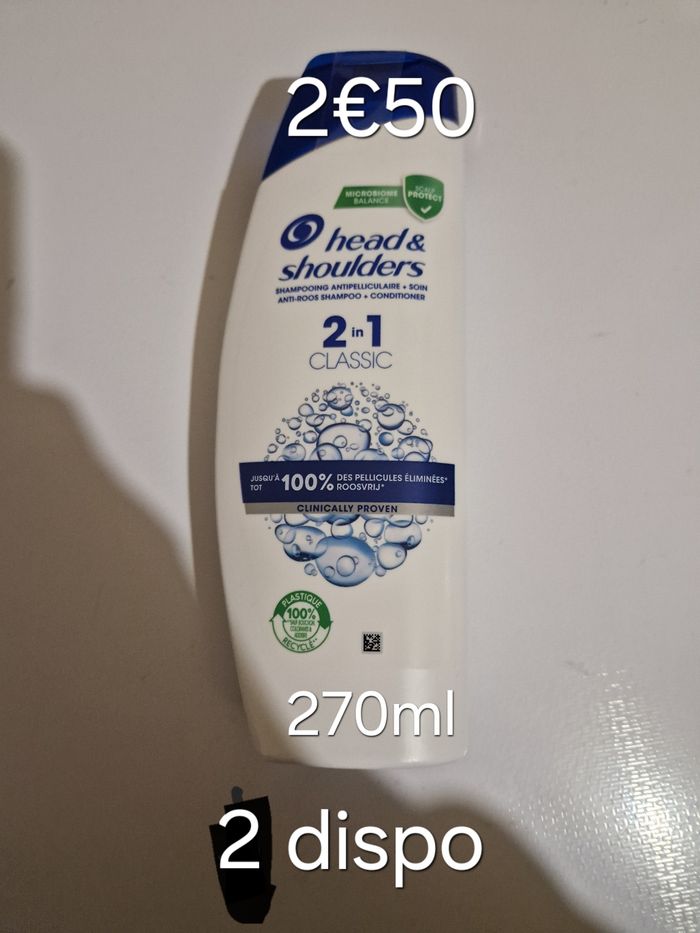 2€50
MICROBIOME
BALANCE
SCALP
PROTECT
head &
shoulders
SHAMPOOING ANTIPELLICULAIRE + SOIN
ANTI-ROOS SHAMPOO + CONDITIONER
2 in 1
CLASSIC
JUSQU'À
TOT
100%
DES PELLICULES ÉLIMINÉES*
ROOSVRIJ*
CLINICALLY PROVEN
PLASTIQUE
100%
RECYCLÉ**
270ml
2 dispo